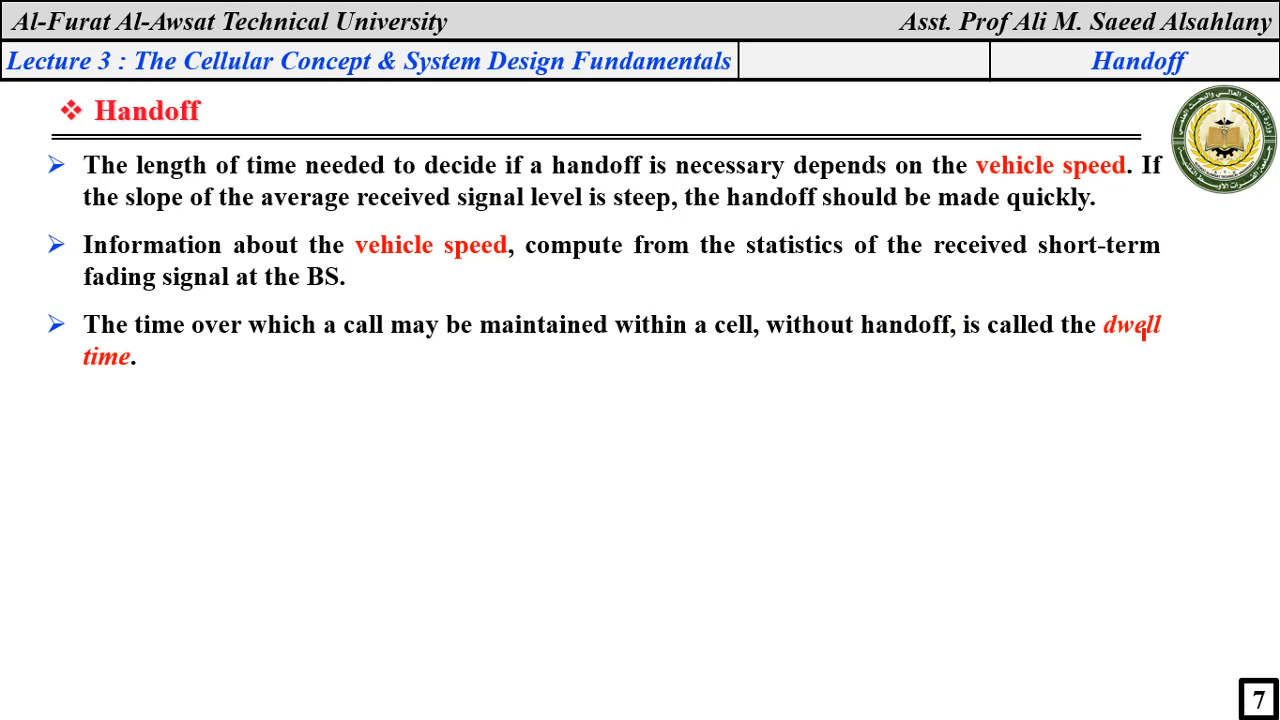 Al-Furat Al-Awsat Technical University
Asst. Prof Ali M. Saeed Alsahlany
Lecture 3 : The Cellular Concept & System Design Fundamentals
Handoff
❖ Handoff
➢ The length of time needed to decide if a handoff is necessary depends on the vehicle speed. If
the slope of the average received signal level is steep, the handoff should be made quickly.
➢ Information about the vehicle speed, compute from the statistics of the received short-term
fading signal at the BS.
➢ The time over which a call may be maintained within a cell, without handoff, is called the dwell
time.
7